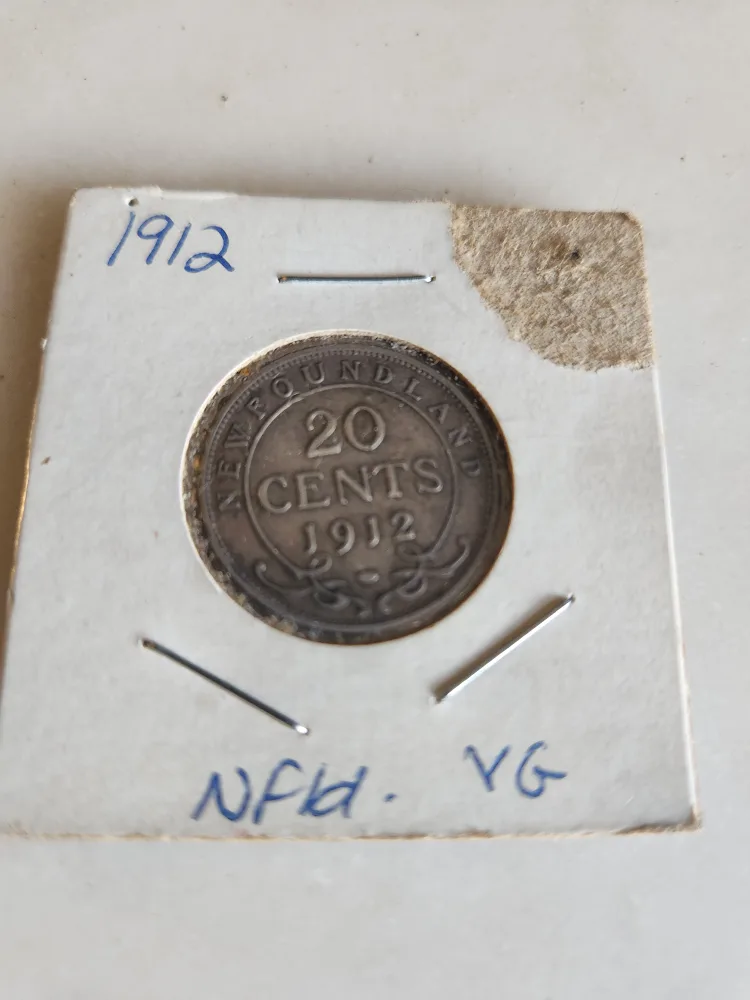 1912
NEWFOUNDLAND
20
CENTS
1912
NFld. VG